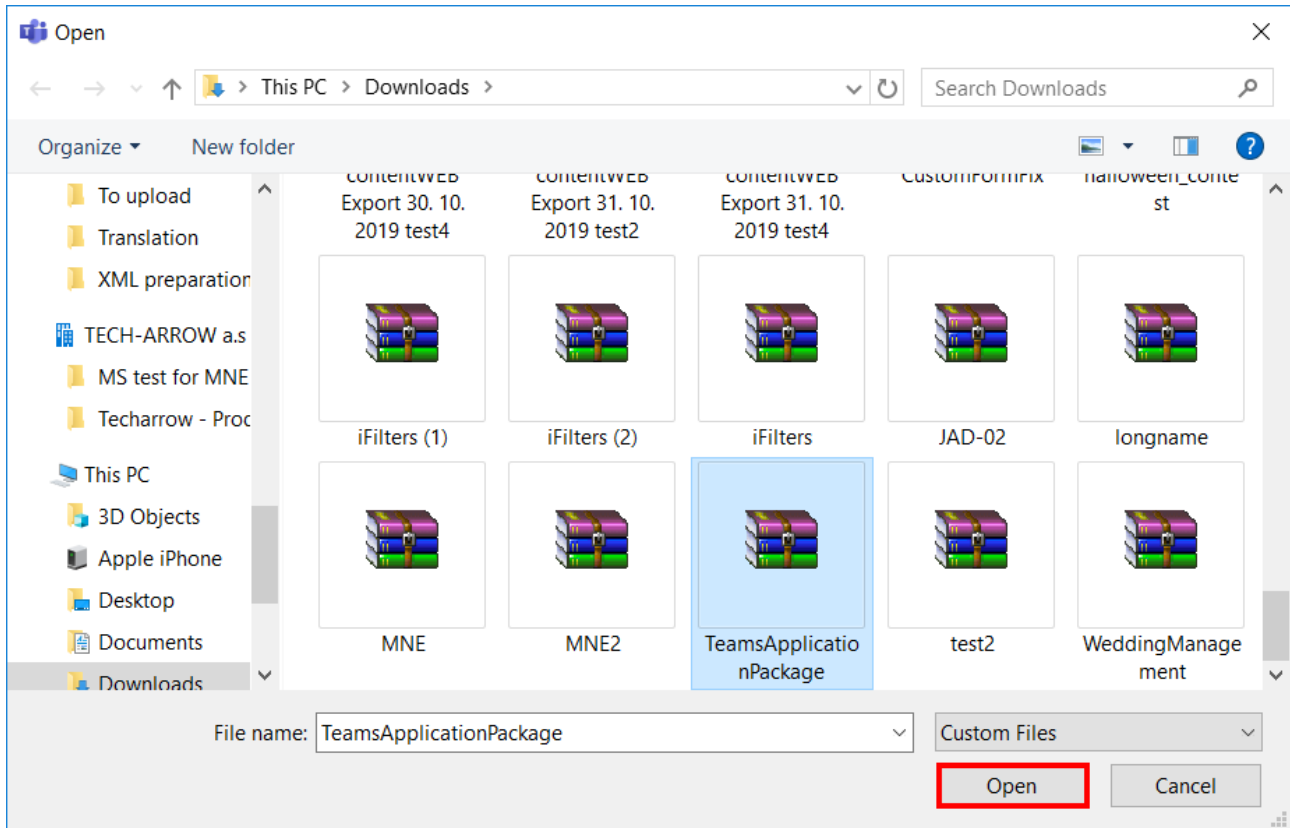 Open
This PC > Downloads >
Search Downloads
Organize
New folder
To upload
Translation
XML preparation
TECH-ARROW a.s
MS test for MNE
Techarrow - Proc
This PC
3D Objects
Apple iPhone
Desktop
Documents
Downloads
contentWEB
Export 30. 10.
2019 test4
contentWEB
Export 31. 10.
2019 test2
contentWEB
Export 31. 10.
2019 test4
CustomFormFix
halloween_conte
st
iFilters (1)
iFilters (2)
iFilters
JAD-02
longname
MNE
MNE2
TeamsApplicatio
nPackage
test2
WeddingManage
ment
File name:
TeamsApplicationPackage
Custom Files
Open
Cancel